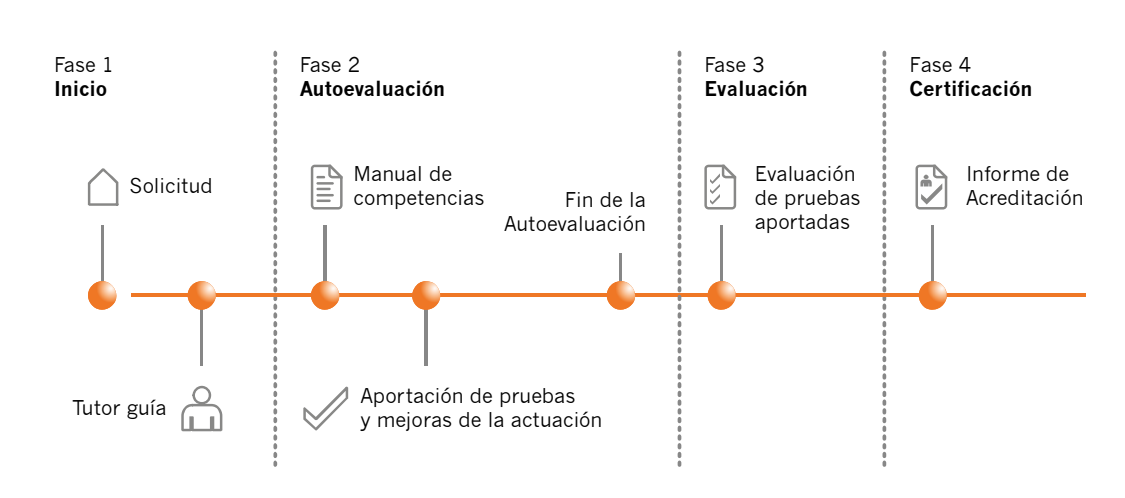 Fase 1
Inicio
Solicitud
Tutor guía
Fase 2
Autoevaluación
Manual de
competencias
Aportación de pruebas
y mejoras de la actuación
Fin de la
Autoevaluación
Fase 3
Evaluación
Evaluación
de pruebas
aportadas
Fase 4
Certificación
Informe de
Acreditación